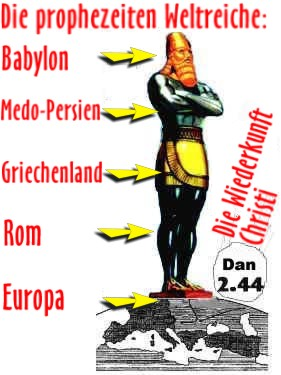 Die prophezeiten Weltreiche:
Babylon
Medo-Persien
Griechenland
Rom
Europa
Die Wiederkunft
Christi
Dan
2.44